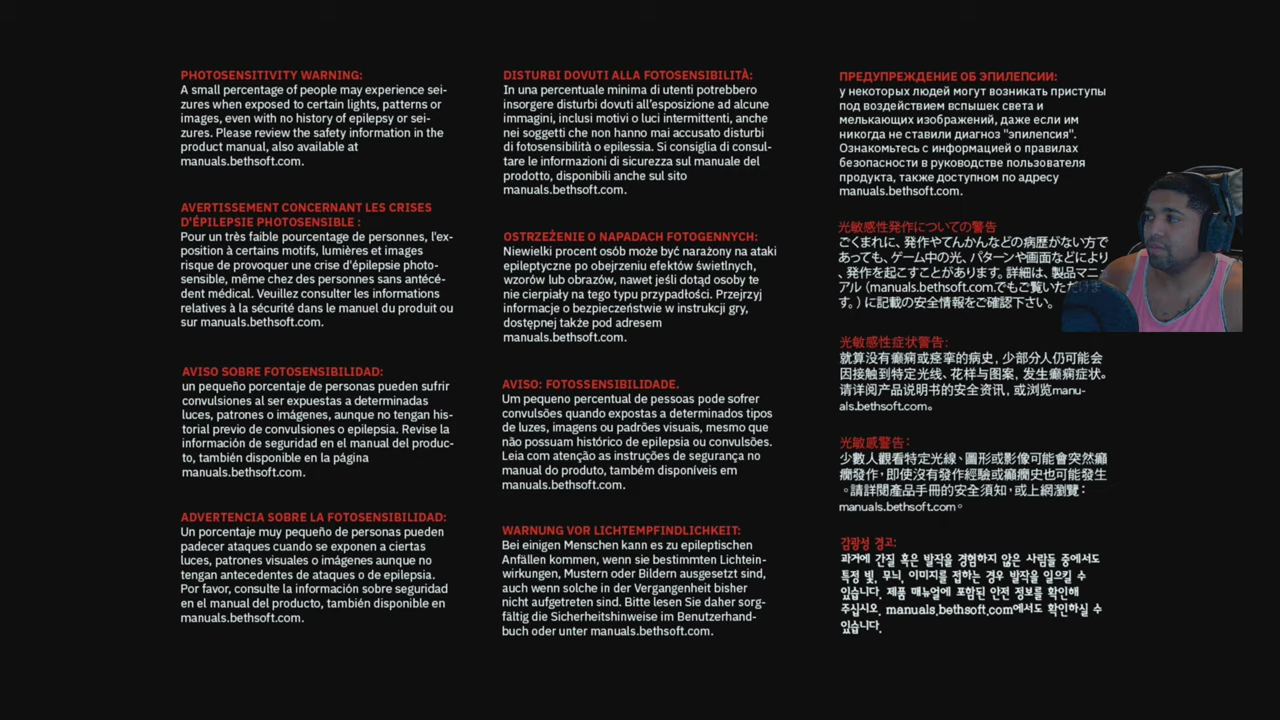 PHOTOSENSITIVITY WARNING:
A small percentage of people may experience sei-
zures when exposed to certain lights, patterns or
images, even with no history of epilepsy or sei-
zures. Please review the safety information in the
product manual, also available at
manuals.bethsoft.com.
AVERTISSEMENT CONCERNANT LES CRISES
D'ÉPILEPSIE PHOTOSENSIBLE :
Pour un très faible pourcentage de personnes, l'ex-
position à certains motifs, lumières et images
risque de provoquer une crise d'épilepsie photo-
sensible, même chez des personnes sans antécé-
dent médical. Veuillez consulter les informations
relatives à la sécurité dans le manuel du produit ou
sur manuals.bethsoft.com.
AVISO SOBRE FOTOSENSIBILIDAD:
un pequeño porcentaje de personas pueden sufrir
convulsiones al ser expuestas a determinadas
luces, patrones o imágenes, aunque no tengan his-
torial previo de convulsiones o epilepsia. Revise la
información de seguridad en el manual del produc-
to, también disponible en la página
manuals.bethsoft.com.
ADVERTENCIA SOBRE LA FOTOSENSIBILIDAD:
Un porcentaje muy pequeño de personas pueden
padecer ataques cuando se exponen a ciertas
luces, patrones visuales o imágenes aunque no
tengan antecedentes de ataques o de epilepsia.
Por favor, consulte la información sobre seguridad
en el manual del producto, también disponible en
manuals.bethsoft.com.
DISTURBI DOVUTI ALLA FOTOSENSIBILITÀ:
In una percentuale minima di utenti potrebbero
insorgere disturbi dovuti all'esposizione ad alcune
immagini, inclusi motivi o luci intermittenti, anche
nei soggetti che non hanno mai accusato disturbi
di fotosensibilità o epilessia. Si consiglia di consul-
tare le informazioni di sicurezza sul manuale del
prodotto, disponibili anche sul sito
manuals.bethsoft.com.
OSTRZEŻENIE O NAPADACH FOTOGENNYCH:
Niewielki procent osób może być narażony na ataki
epileptyczne po obejrzeniu efektów świetlnych,
wzorów lub obrazów, nawet jeśli dotąd osoby te
nie cierpiały na tego typu przypadłości. Przejrzyj
informacje o bezpieczeństwie w instrukcji gry,
dostępnej także pod adresem
manuals.bethsoft.com.
AVISO: FOTOSSENSIBILIDADE.
Um pequeno percentual de pessoas pode sofrer
convulsões quando expostas a determinados tipos
de luzes, imagens ou padrões visuais, mesmo que
não possuam histórico de epilepsia ou convulsões.
Leia com atenção as instruções de segurança no
manual do produto, também disponíveis em
manuals.bethsoft.com.
WARNUNG VOR LICHTEMPFINDLICHKEIT:
Bei einigen Menschen kann es zu epileptischen
Anfällen kommen, wenn sie bestimmten Lichtein-
wirkungen, Mustern oder Bildern ausgesetzt sind,
auch wenn solche in der Vergangenheit bisher
nicht aufgetreten sind. Bitte lesen Sie daher sorg-
fältig die Sicherheitshinweise im Benutzerhand-
buch oder unter manuals.bethsoft.com.
ПРЕДУПРЕЖДЕНИЕ ОБ ЭПИЛЕПСИИ:
у некоторых людей могут возникать приступы
под воздействием вспышек света и
мелькающих изображений, даже если им
никогда не ставили диагноз "эпилепсия".
Ознакомьтесь с информацией о правилах
безопасности в руководстве пользователя
продукта, также доступном по адресу
manuals.bethsoft.com.
光敏感性発作についての警告
ごくまれに、発作やてんかんなどの病歴がない方で
あっても、ゲーム中の光、パターンや画面などにより
、発作を起こすことがあります。詳細は、製品マニュ
アル（manuals.bethsoft.comでもご覧いただけま
す。）に記載の安全情報をご確認下さい。
光敏感性症状警告：
就算没有癫痫或痉挛的病史，少部分人仍可能会
因接触到特定光线、花样与图案，发生癫痫症状。
请详阅产品说明书的安全资讯，或浏览manu-
als.bethsoft.com。
光敏感警告：
少數人觀看特定光線、圖形或影像可能會突然癲
癇發作，即使沒有發作經驗或癲癇史也可能發生
。請詳閱產品手冊的安全須知，或上網瀏覽：
manuals.bethsoft.com。
감광성 경고:
과거에 간질 혹은 발작을 경험하지 않은 사람들 중에서도
특정 빛, 무늬, 이미지를 접하는 경우 발작을 일으킬 수
있습니다. 제품 매뉴얼에 포함된 안전 정보를 확인해
주십시오. manuals.bethsoft.com에서도 확인하실 수
있습니다.